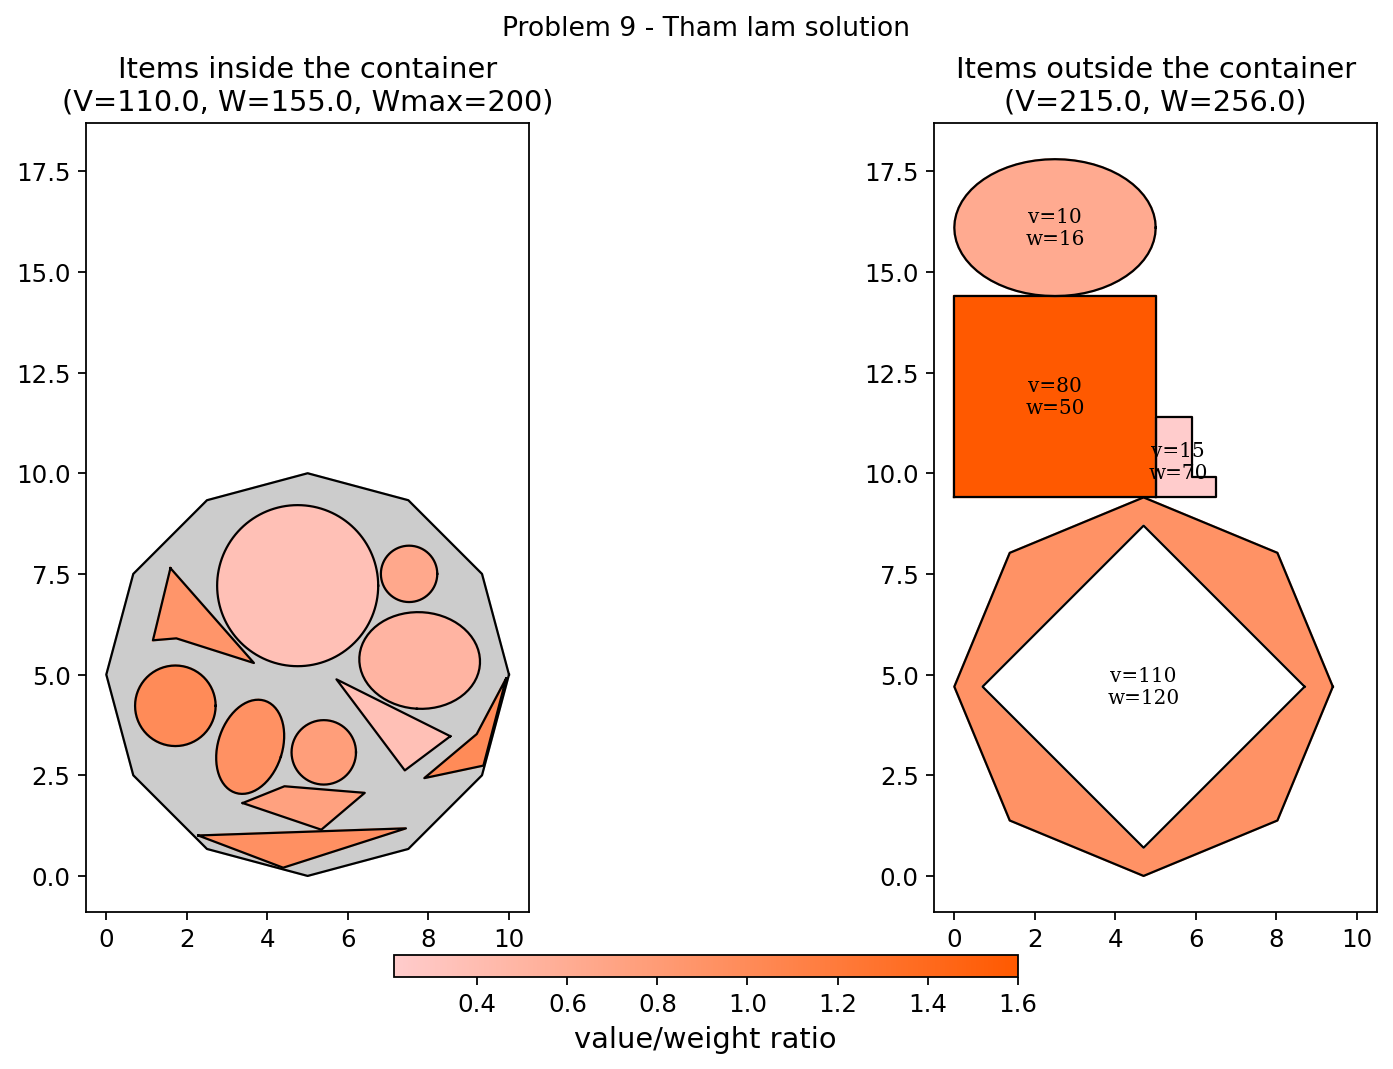 Problem 9 - Tham lam solution
Items inside the container
(V=110.0, W=155.0, Wmax=200)
17.5
15.0
12.5
10.0
7.5
5.0
2.5
0.0
0 2 4 6 8 10
Items outside the container
(V=215.0, W=256.0)
17.5
15.0
12.5
10.0
7.5
5.0
2.5
0.0
v=10
w=16
v=80
w=50
v=15
w=70
v=110
w=120
0 2 4 6 8 10
0.4 0.6 0.8 1.0 1.2 1.4 1.6
value/weight ratio